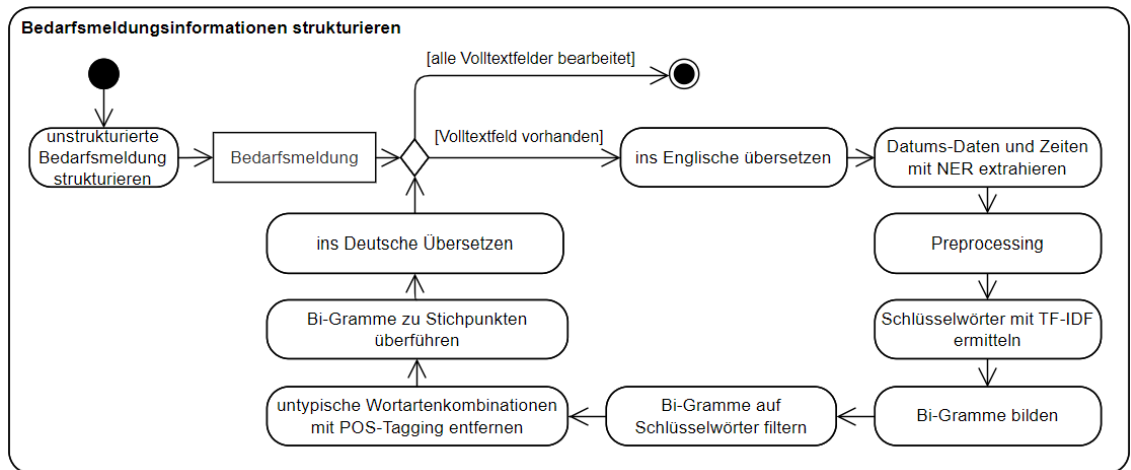 Bedarfsmeldungsinformationen strukturieren
[alle Volltextfelder bearbeitet]
unstrukturierte
Bedarfsmeldung
strukturieren
Bedarfsmeldung
[Volltextfeld vorhanden]
ins Englische übersetzen
Datums-Daten und Zeiten
mit NER extrahieren
Preprocessing
Schlüsselwörter mit TF-IDF
ermitteln
Bi-Gramme bilden
Bi-Gramme auf
Schlüsselwörter filtern
untypische Wortartenkombinationen
mit POS-Tagging entfernen
Bi-Gramme zu Stichpunkten
überführen
ins Deutsche Übersetzen